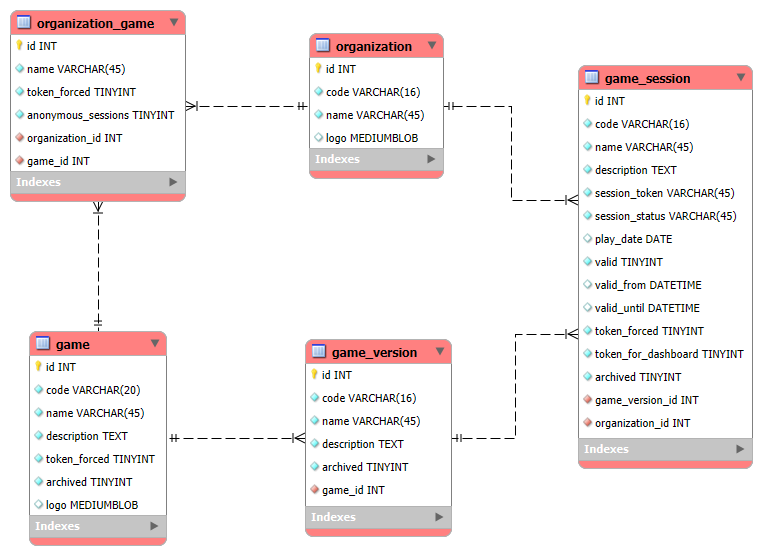 organization_game
id INT
name VARCHAR(45)
token_forced TINYINT
anonymous_sessions TINYINT
organization_id INT
game_id INT
Indexes
organization
id INT
code VARCHAR(16)
name VARCHAR(45)
logo MEDIUMBLOB
Indexes
game_session
id INT
code VARCHAR(16)
name VARCHAR(45)
description TEXT
session_token VARCHAR(45)
session_status VARCHAR(45)
play_date DATE
valid TINYINT
valid_from DATETIME
valid_until DATETIME
token_forced TINYINT
token_for_dashboard TINYINT
archived TINYINT
game_version_id INT
organization_id INT
Indexes
game
id INT
code VARCHAR(20)
name VARCHAR(45)
description TEXT
token_forced TINYINT
archived TINYINT
logo MEDIUMBLOB
Indexes
game_version
id INT
code VARCHAR(16)
name VARCHAR(45)
description TEXT
archived TINYINT
game_id INT
Indexes